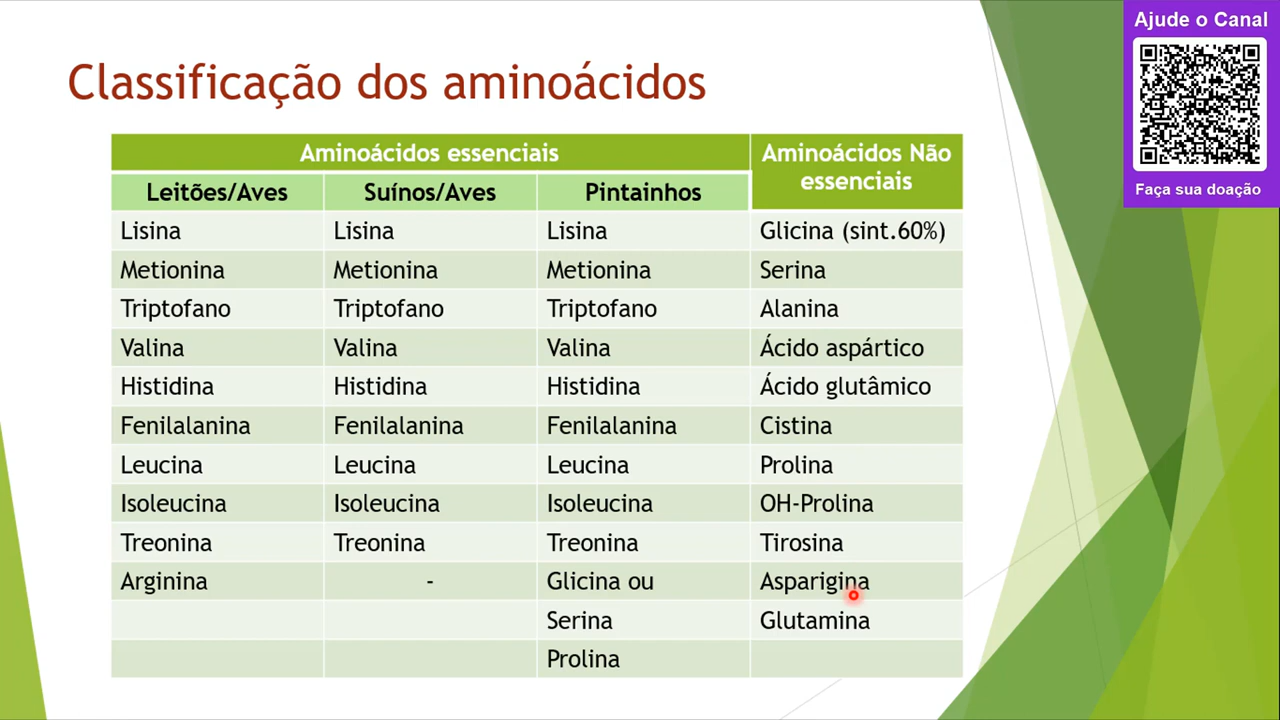 Ajude o Canal
Faça sua doação
Classificação dos aminoácidos
Aminoácidos essenciais
Aminoácidos Não
essenciais
Leitões/Aves Suínos/Aves Pintainhos
Lisina Lisina Lisina Glicina (sint.60%)
Metionina Metionina Metionina Serina
Triptofano Triptofano Triptofano Alanina
Valina Valina Valina Ácido aspártico
Histidina Histidina Histidina Ácido glutâmico
Fenilalanina Fenilalanina Fenilalanina Cistina
Leucina Leucina Leucina Prolina
Isoleucina Isoleucina Isoleucina OH-Prolina
Treonina Treonina Treonina Tirosina
Arginina - Glicina ou Asparigina
Serina Glutamina
Prolina